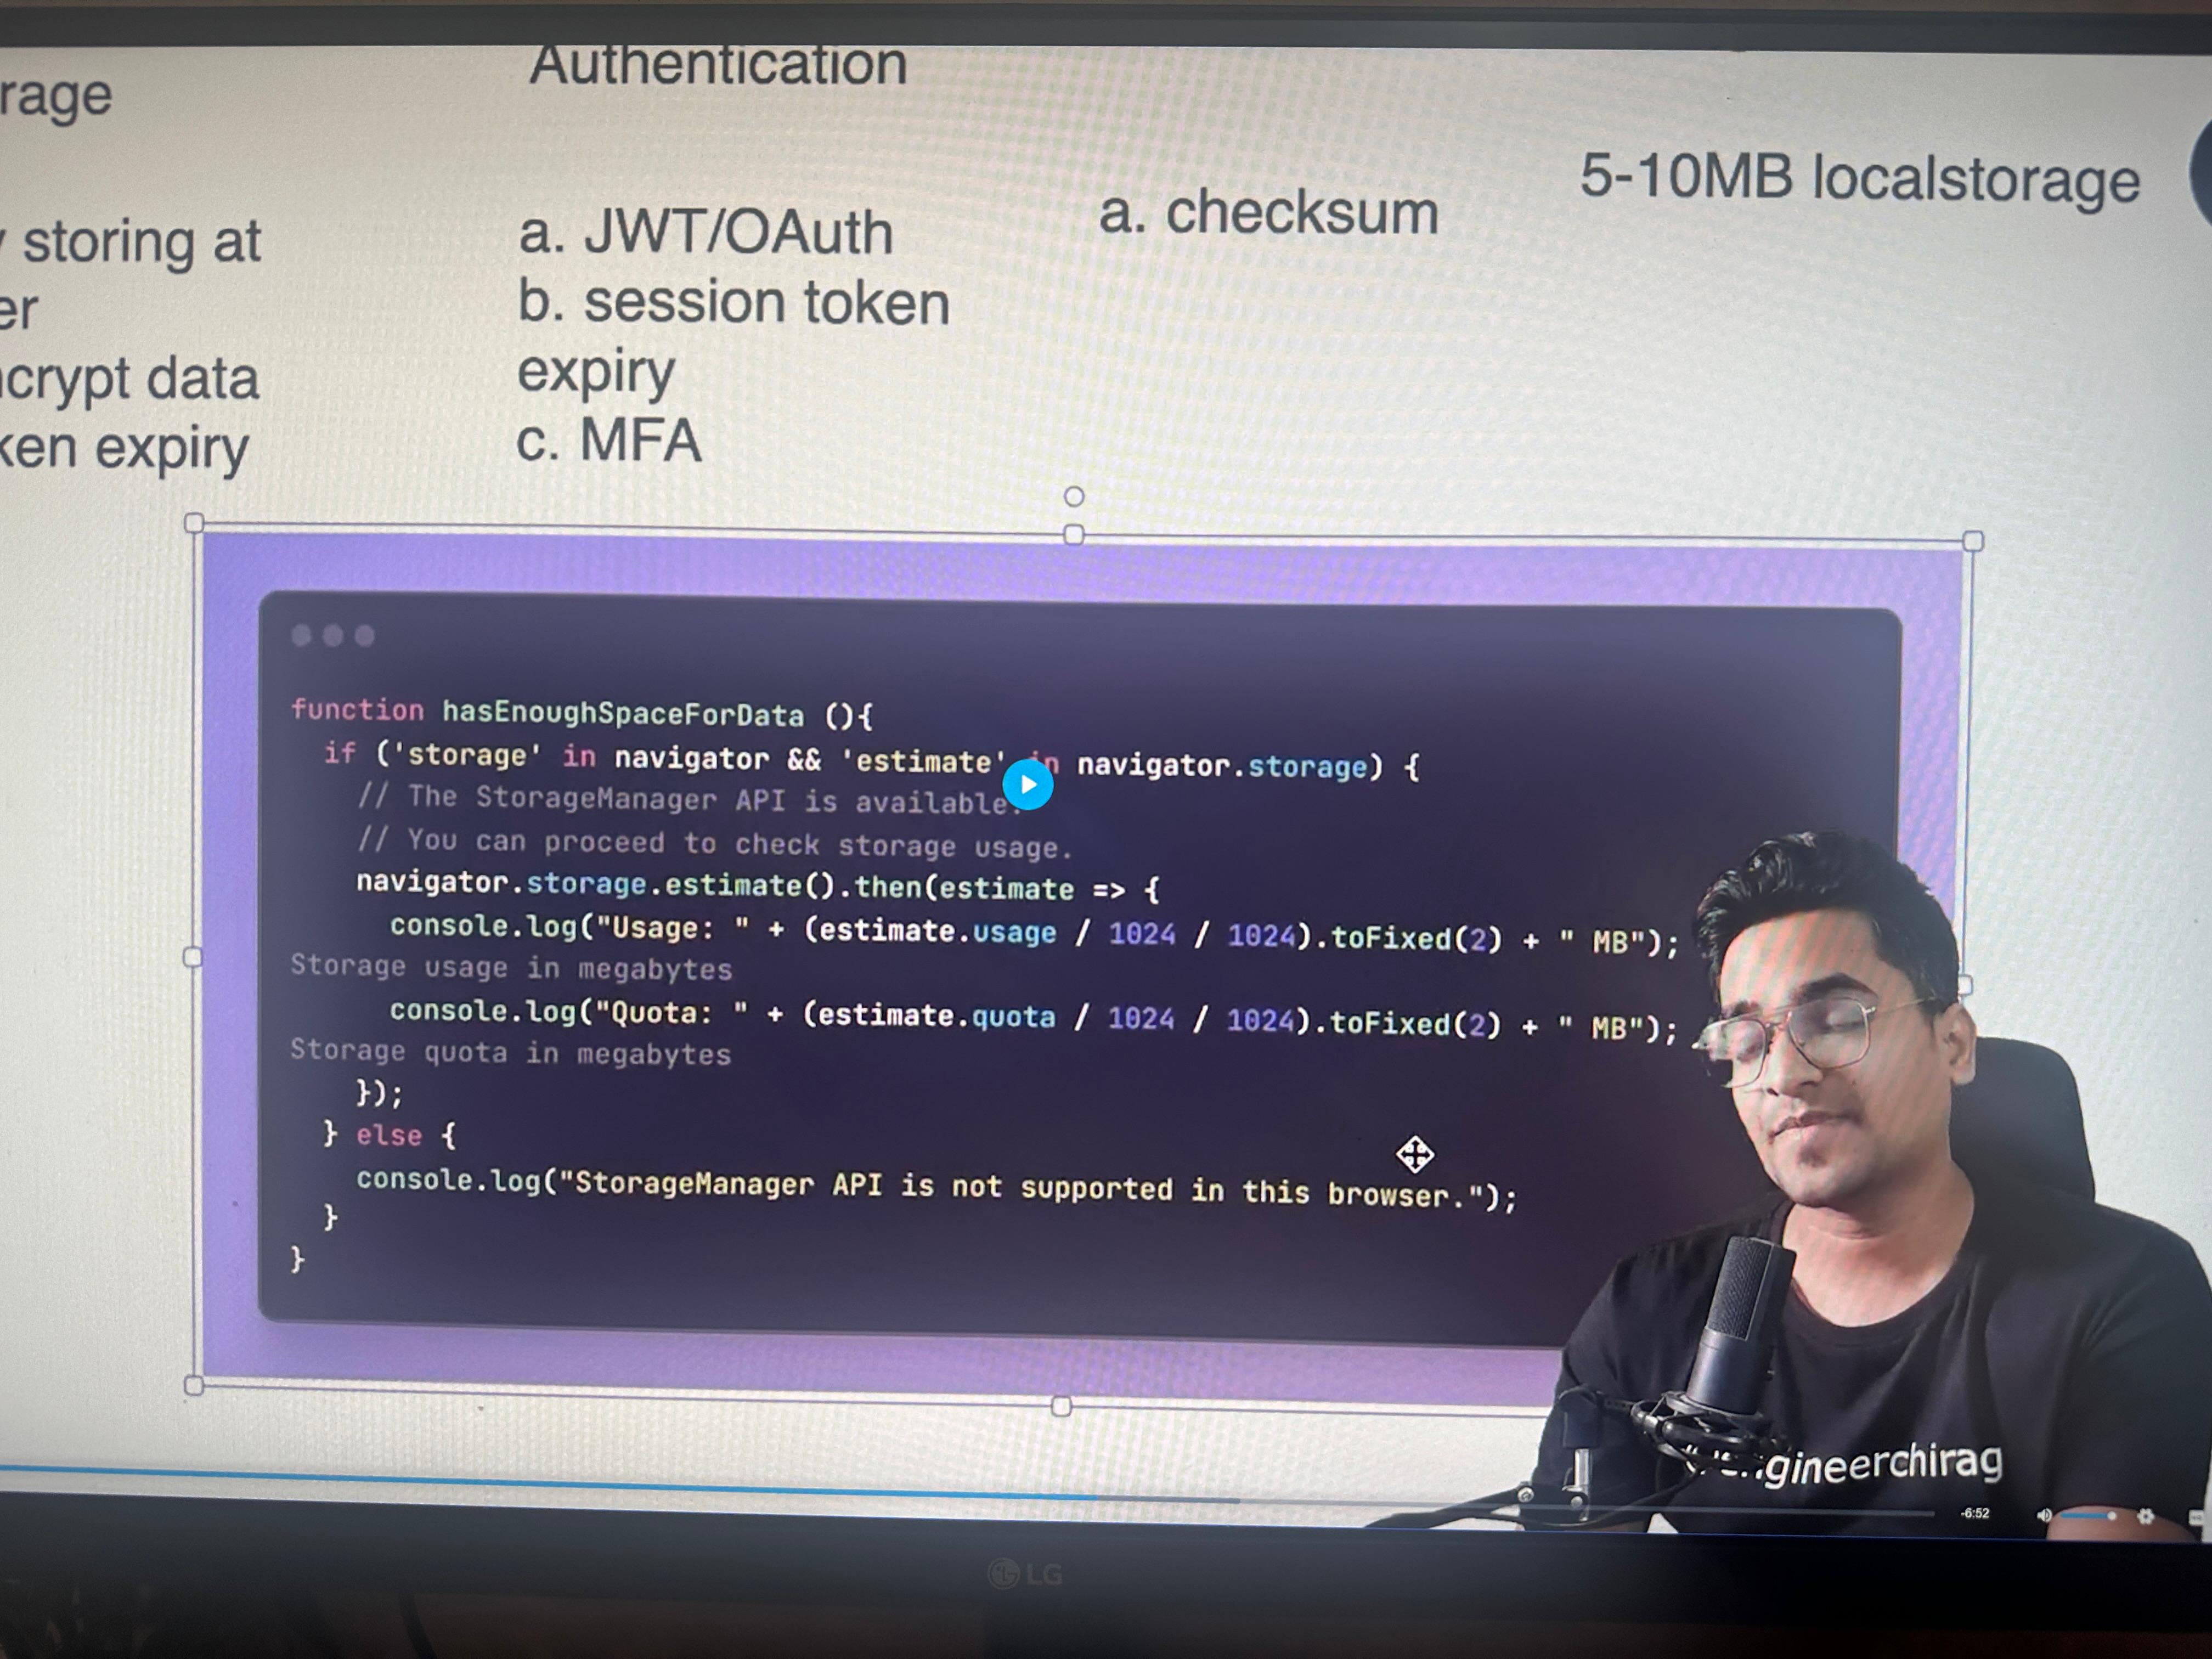 Authentication
rage
5-10MB localstorage
a. checksum
storing at
er
crypt data
ken expiry
a. JWT/OAuth
b. session token
expiry
c. MFA
function hasEnoughSpaceForData (){
if ('storage' in navigator && 'estimate' in navigator.storage) {
// The StorageManager API is available.
// You can proceed to check storage usage.
navigator.storage.estimate().then(estimate => {
console.log("Usage: " + (estimate.usage / 1024 / 1024).toFixed(2) + " MB");
Storage usage in megabytes
console.log("Quota: " + (estimate.quota / 1024 / 1024).toFixed(2) + " MB");
Storage quota in megabytes
});
} else {
console.log("StorageManager API is not supported in this browser.");
}
}
gineerchirag
-6:52
LG